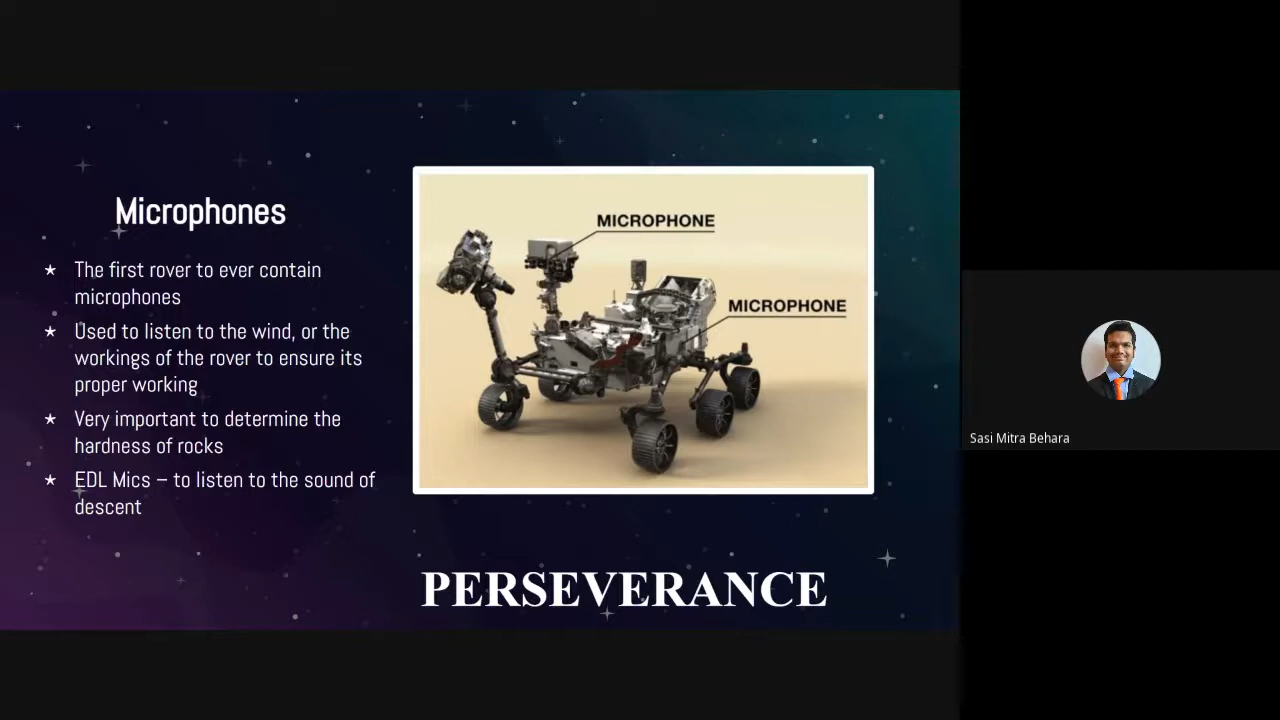 Microphones
★ The first rover to ever contain
microphones
★ Used to listen to the wind, or the
workings of the rover to ensure its
proper working
★ Very important to determine the
hardness of rocks
★ EDL Mics – to listen to the sound of
descent
MICROPHONE
MICROPHONE
PERSEVERANCE
Sasi Mitra Behara